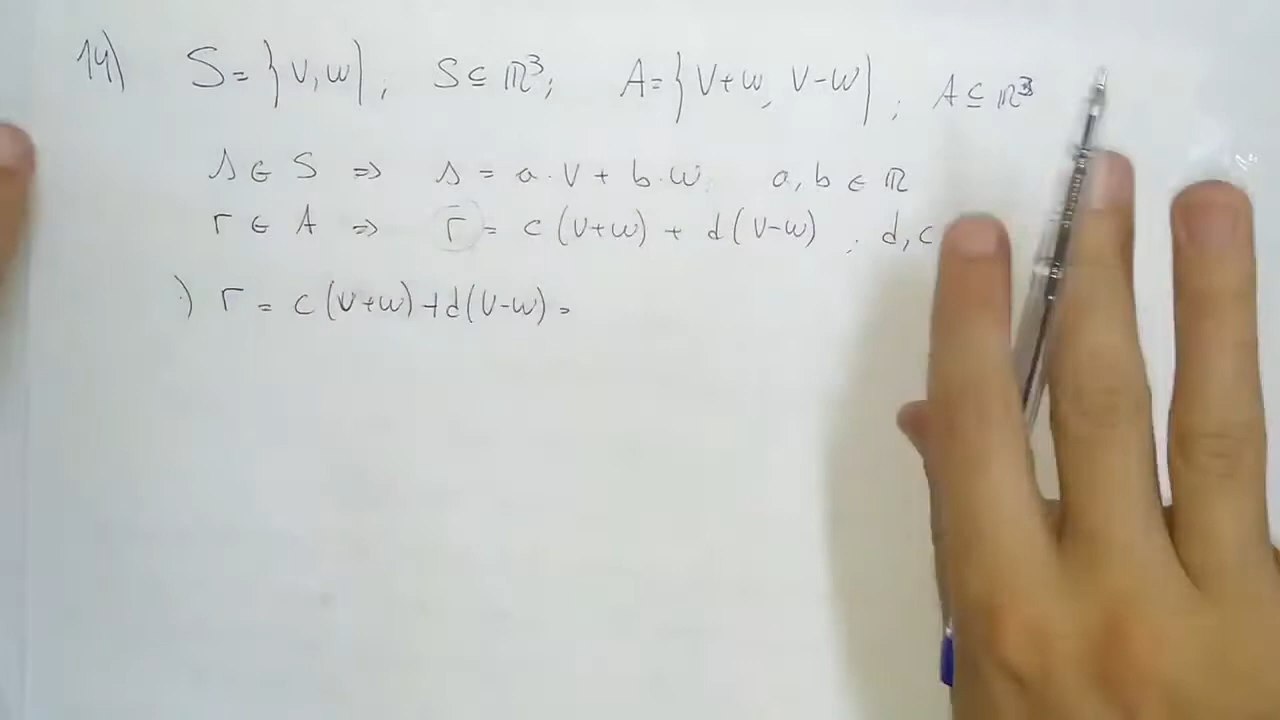 14) S = {v, w}; S ⊆ ℝ³; A = {v+w, v-w}; A ⊆ ℝ³
s ∈ S ⇒ s = a·v + b·w. a, b ∈ ℝ
r ∈ A ⇒ r = c(v+w) + d(v-w); d, c
·) r = c(v+w)+d(v-w) =